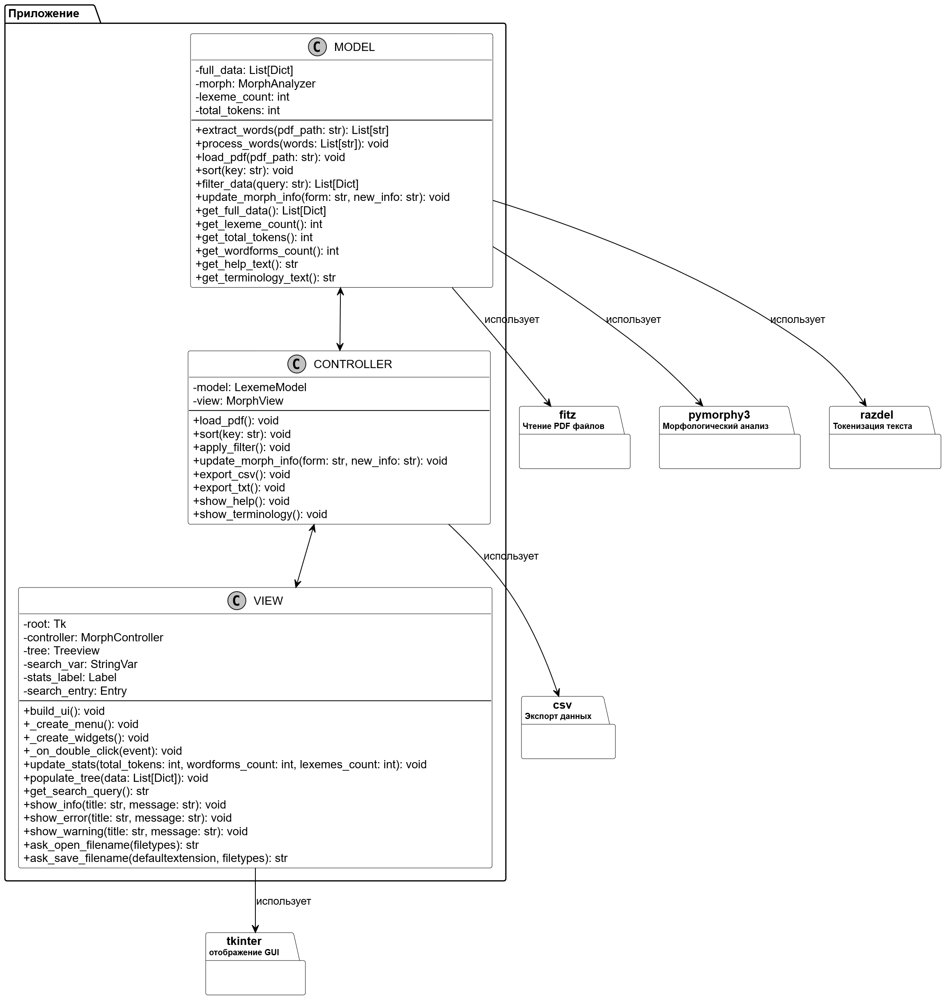 Приложение
C MODEL
-full_data: List[Dict]
-morph: MorphAnalyzer
-lexeme_count: int
-total_tokens: int
+extract_words(pdf_path: str): List[str]
+process_words(words: List[str]): void
+load_pdf(pdf_path: str): void
+sort(key: str): void
+filter_data(query: str): List[Dict]
+update_morph_info(form: str, new_info: str): void
+get_full_data(): List[Dict]
+get_lexeme_count(): int
+get_total_tokens(): int
+get_wordforms_count(): int
+get_help_text(): str
+get_terminology_text(): str
использует
использует
использует
C CONTROLLER
-model: LexemeModel
-view: MorphView
+load_pdf(): void
+sort(key: str): void
+apply_filter(): void
+update_morph_info(form: str, new_info: str): void
+export_csv(): void
+export_txt(): void
+show_help(): void
+show_terminology(): void
fitz
Чтение PDF файлов
pymorphy3
Морфологический анализ
razdel
Токенизация текста
использует
C VIEW
-root: Tk
-controller: MorphController
-tree: Treeview
-search_var: StringVar
-stats_label: Label
-search_entry: Entry
+build_ui(): void
+_create_menu(): void
+_create_widgets(): void
+_on_double_click(event): void
+update_stats(total_tokens: int, wordforms_count: int, lexemes_count: int): void
+populate_tree(data: List[Dict]): void
+get_search_query(): str
+show_info(title: str, message: str): void
+show_error(title: str, message: str): void
+show_warning(title: str, message: str): void
+ask_open_filename(filetypes): str
+ask_save_filename(defaultextension, filetypes): str
csv
Экспорт данных
использует
tkinter
отображение GUI